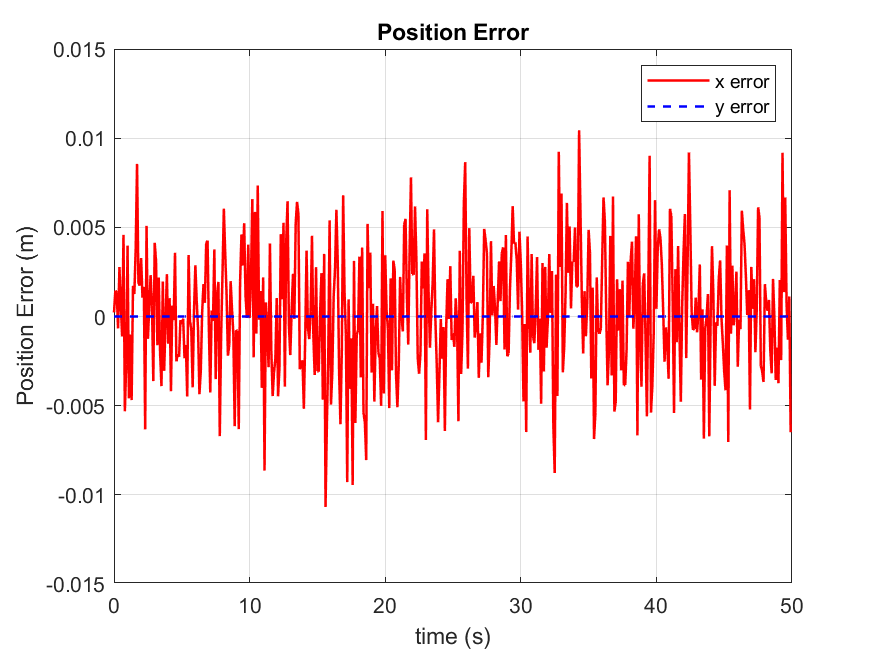 Position Error
0.015
0.01
0.005
0
-0.005
-0.01
-0.015
Position Error (m)
x error
y error
0 10 20 30 40 50
time (s)